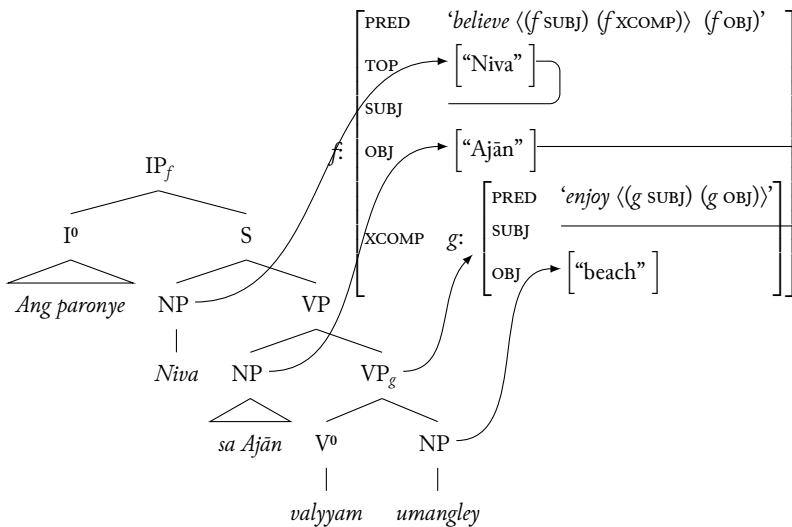 PRED ‘believe ⟨(f SUBJ) (f XCOMP)⟩ (f OBJ)’
TOP [“Niva”]
SUBJ
f: OBJ [“Ajān”]
IP_f
PRED ‘enjoy ⟨(g SUBJ) (g OBJ)⟩’
I⁰ S XCOMP g: SUBJ
OBJ [“beach”]
Ang paronye NP VP
Niva NP VP_g
sa Ajān V⁰ NP
valyyam umangley